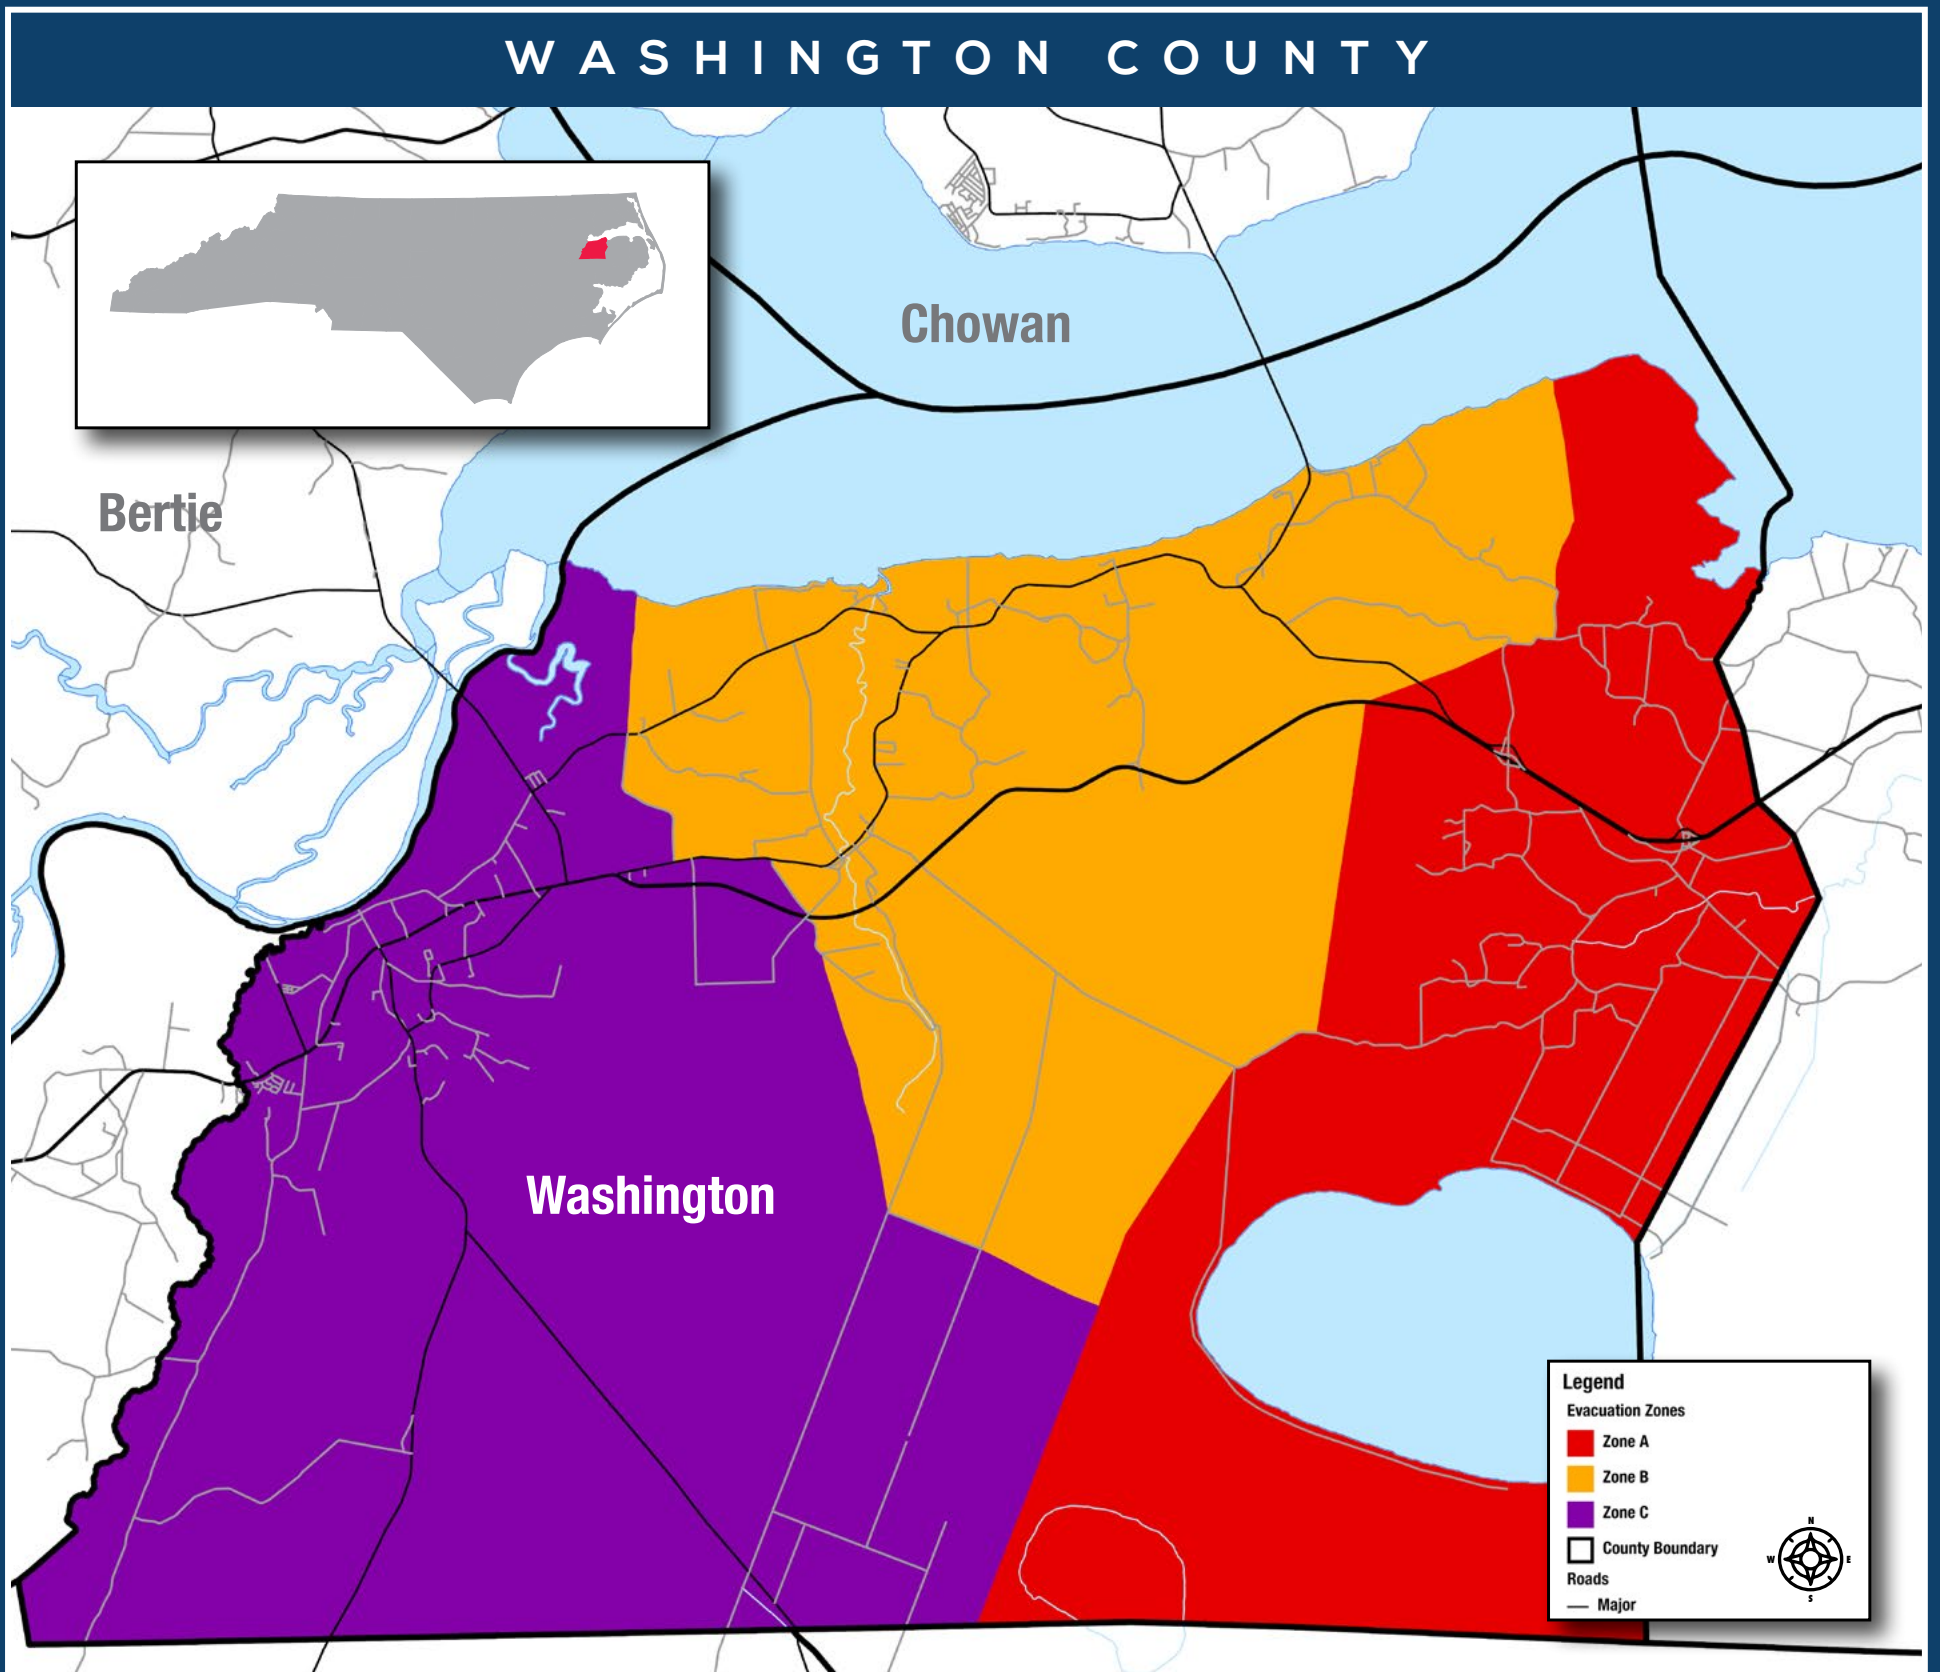 WASHINGTON COUNTY
Chowan
Bertie
Washington
Legend
Evacuation Zones
Zone A
Zone B
Zone C
County Boundary
Roads
Major
N
W
E
S